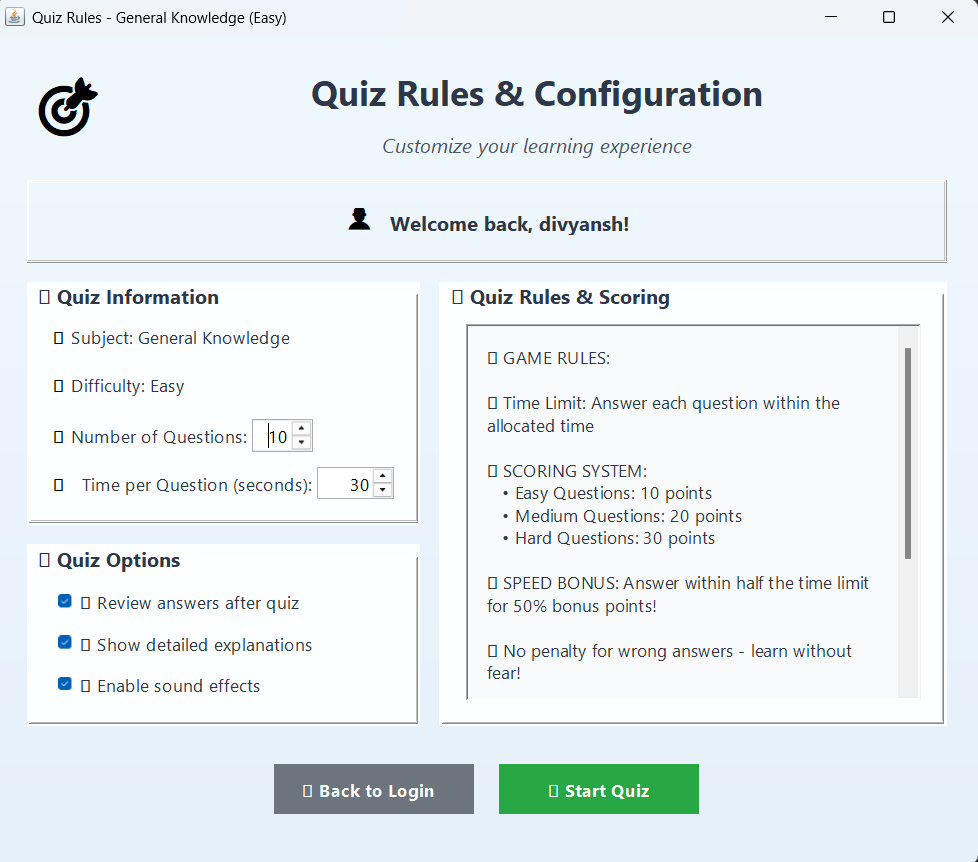 Quiz Rules - General Knowledge (Easy)
Quiz Rules & Configuration
Customize your learning experience
Welcome back, divyansh!
Quiz Information
Subject: General Knowledge
Difficulty: Easy
Number of Questions: 10
Time per Question (seconds): 30
Quiz Options
Review answers after quiz
Show detailed explanations
Enable sound effects
Quiz Rules & Scoring
GAME RULES:
Time Limit: Answer each question within the
allocated time
SCORING SYSTEM:
• Easy Questions: 10 points
• Medium Questions: 20 points
• Hard Questions: 30 points
SPEED BONUS: Answer within half the time limit
for 50% bonus points!
No penalty for wrong answers - learn without
fear!
Back to Login
Start Quiz